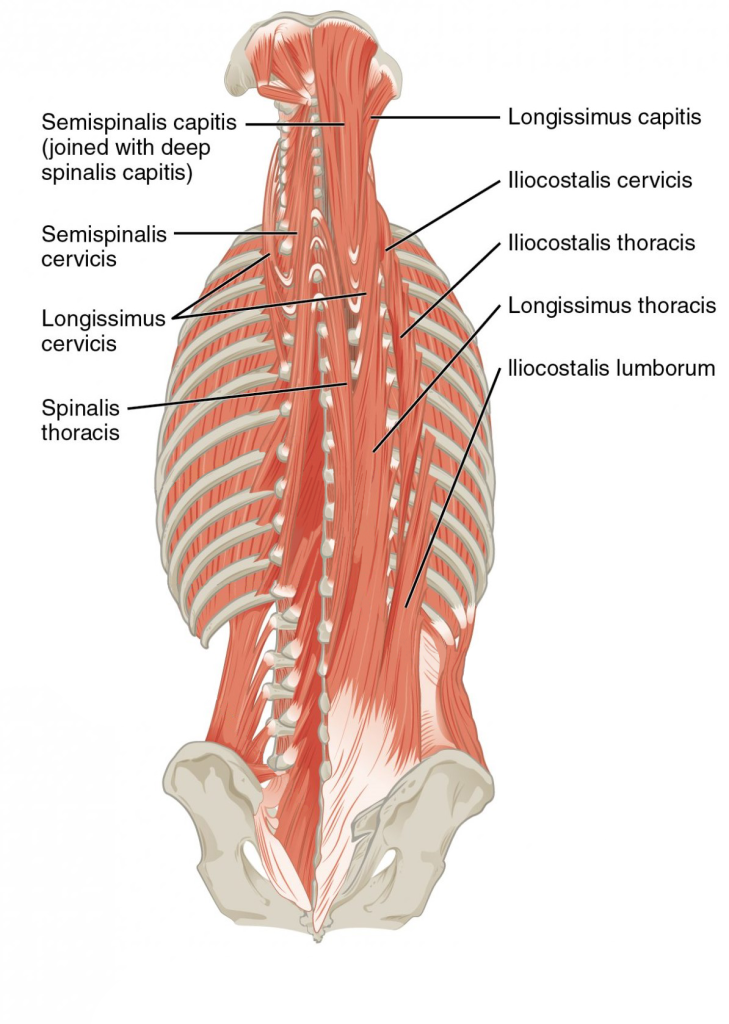 Semispinalis capitis
(joined with deep
spinalis capitis)
Semispinalis
cervicis
Longissimus
cervicis
Spinalis
thoracis
Longissimus capitis
Iliocostalis cervicis
Iliocostalis thoracis
Longissimus thoracis
Iliocostalis lumborum